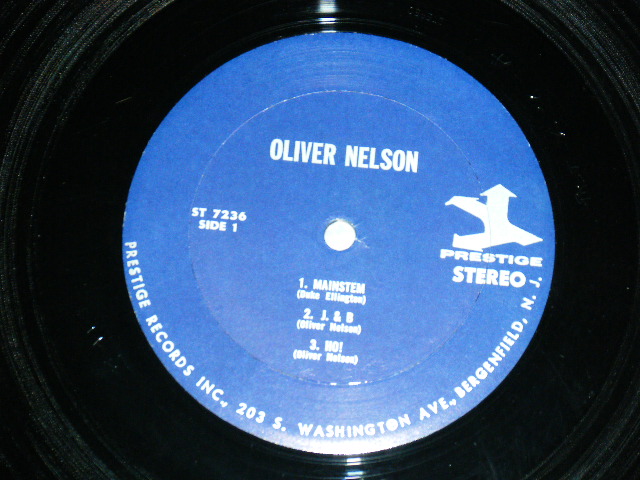 OLIVER NELSON
ST 7236
SIDE 1
PRESTIGE
STEREO
1. MAINSTEM
(Duke Ellington)
2. J. & B
(Oliver Nelson)
3. HO!
(Oliver Nelson)
PRESTIGE RECORDS INC., 203 S. WASHINGTON AVE., BERGENFIELD, N. J.